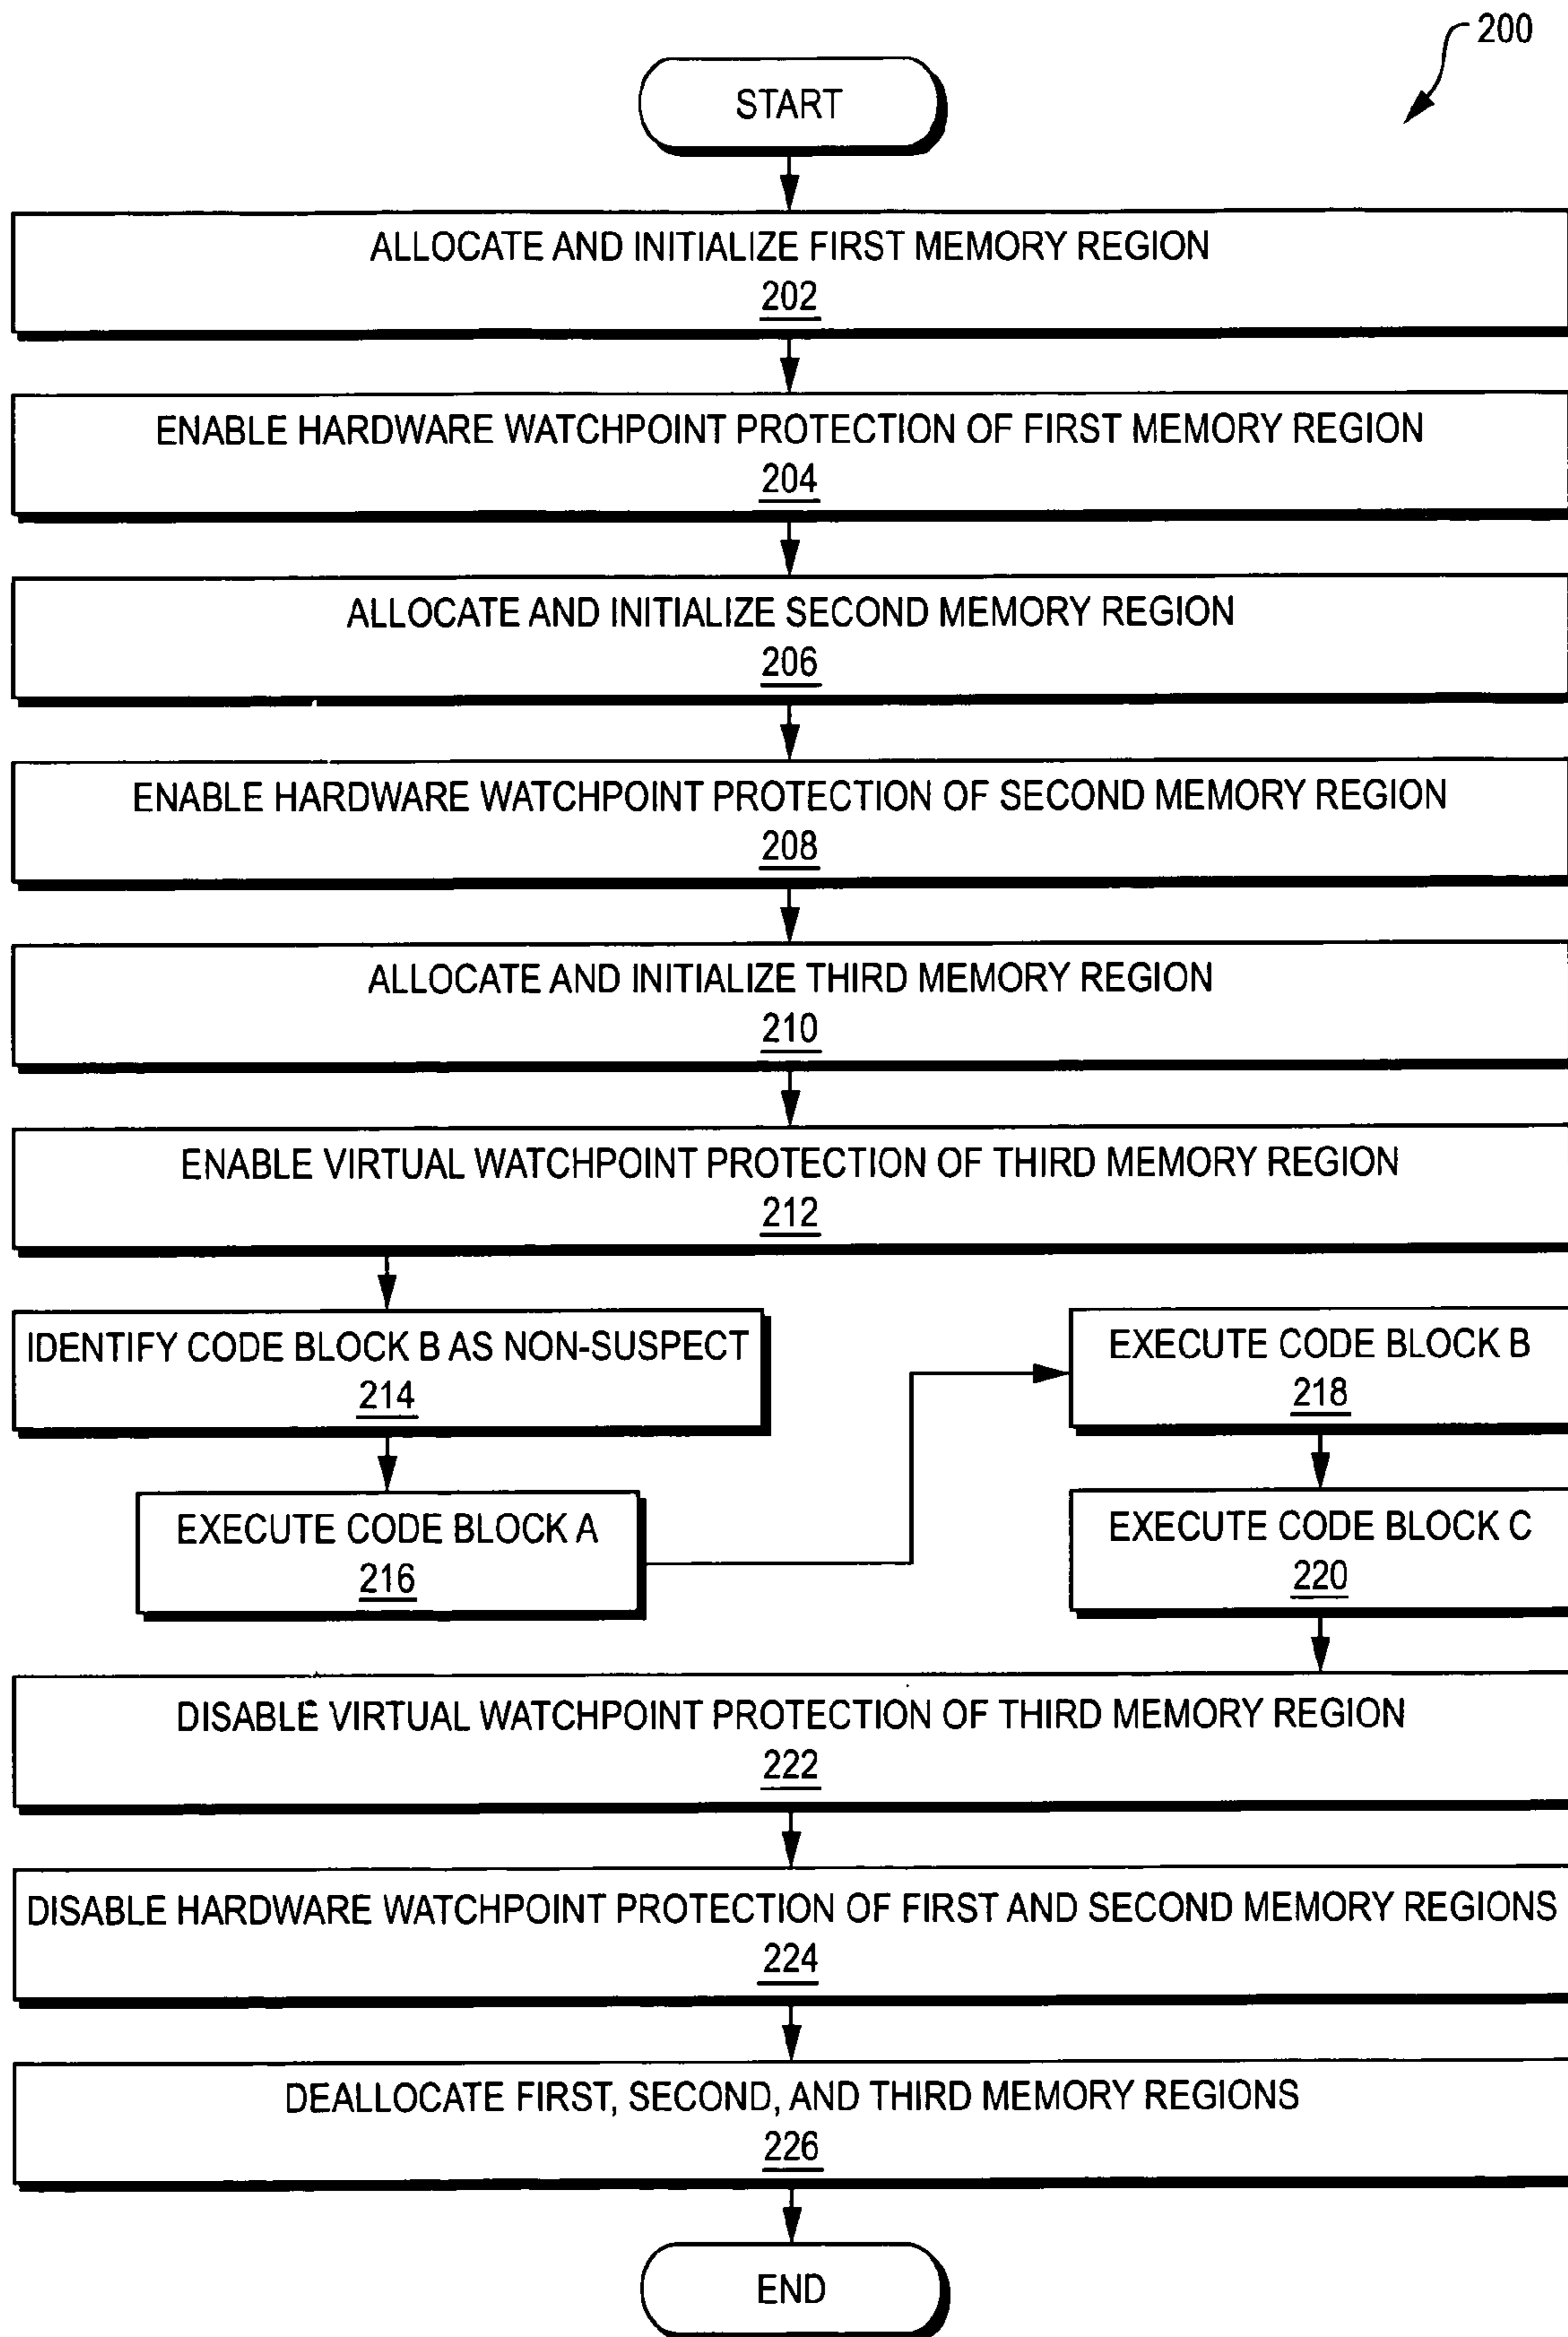 200
START
ALLOCATE AND INITIALIZE FIRST MEMORY REGION
202
ENABLE HARDWARE WATCHPOINT PROTECTION OF FIRST MEMORY REGION
204
ALLOCATE AND INITIALIZE SECOND MEMORY REGION
206
ENABLE HARDWARE WATCHPOINT PROTECTION OF SECOND MEMORY REGION
208
ALLOCATE AND INITIALIZE THIRD MEMORY REGION
210
ENABLE VIRTUAL WATCHPOINT PROTECTION OF THIRD MEMORY REGION
212
IDENTIFY CODE BLOCK B AS NON-SUSPECT
214
EXECUTE CODE BLOCK A
216
EXECUTE CODE BLOCK B
218
EXECUTE CODE BLOCK C
220
DISABLE VIRTUAL WATCHPOINT PROTECTION OF THIRD MEMORY REGION
222
DISABLE HARDWARE WATCHPOINT PROTECTION OF FIRST AND SECOND MEMORY REGIONS
224
DEALLOCATE FIRST, SECOND, AND THIRD MEMORY REGIONS
226
END